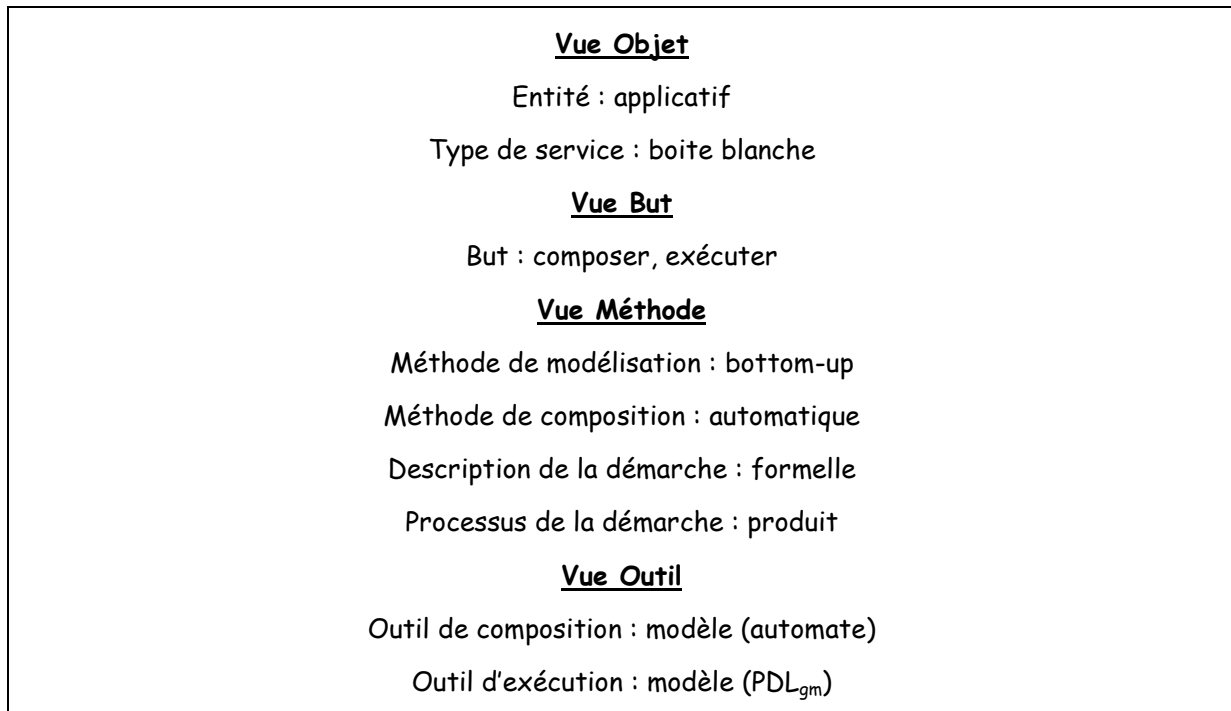 Vue Objet
Entité : applicatif
Type de service : boite blanche
Vue But
But : composer, exécuter
Vue Méthode
Méthode de modélisation : bottom-up
Méthode de composition : automatique
Description de la démarche : formelle
Processus de la démarche : produit
Vue Outil
Outil de composition : modèle (automate)
Outil d'exécution : modèle (PDLgm)